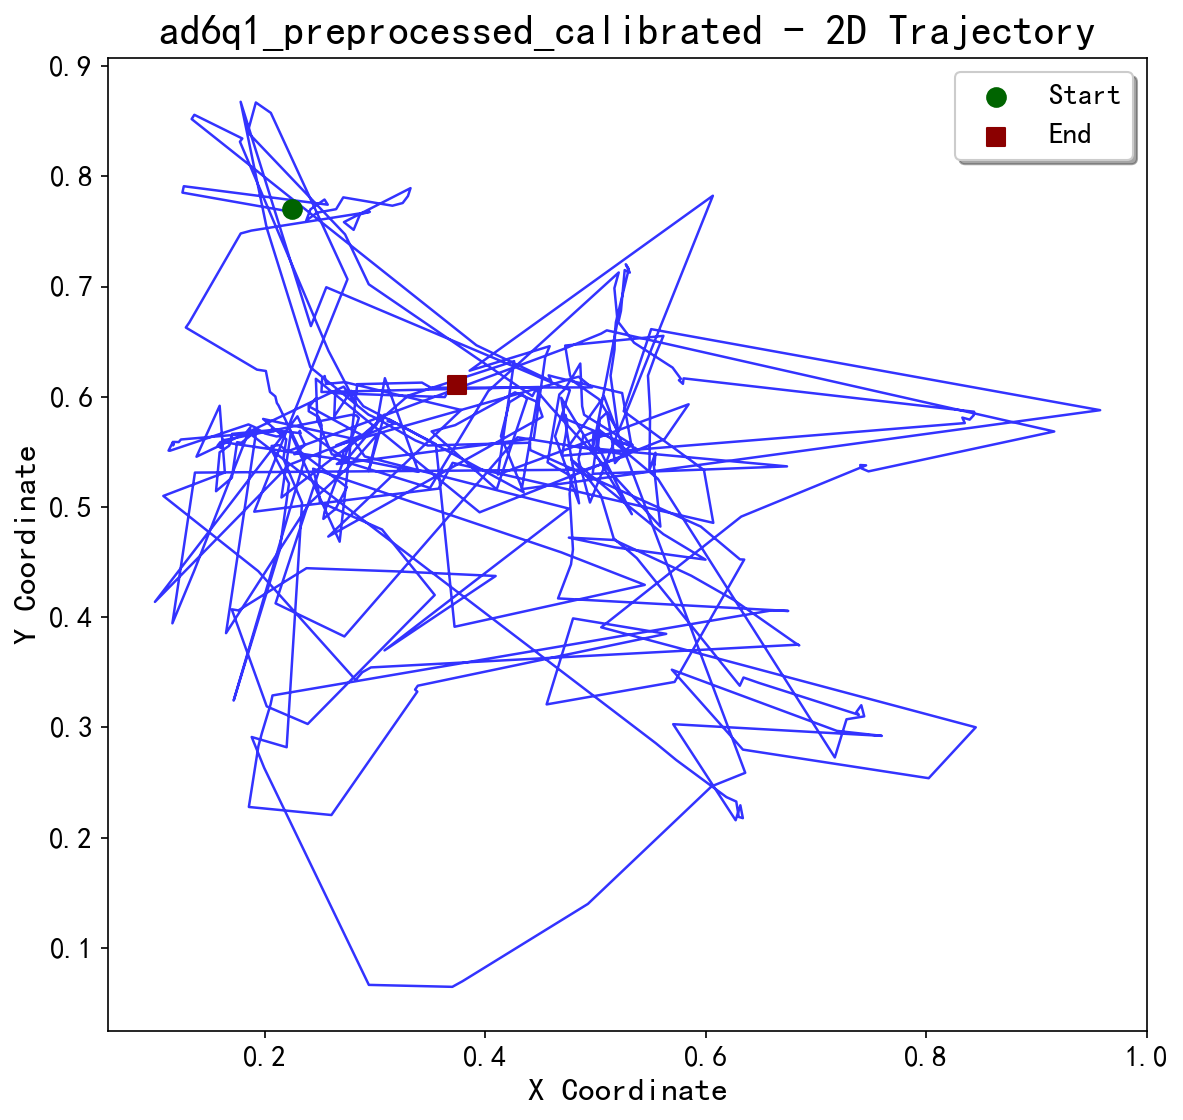 ad6q1_preprocessed_calibrated - 2D Trajectory
Start
End
Y Coordinate
0.9
0.8
0.7
0.6
0.5
0.4
0.3
0.2
0.1
0.2 0.4 0.6 0.8 1.0
X Coordinate